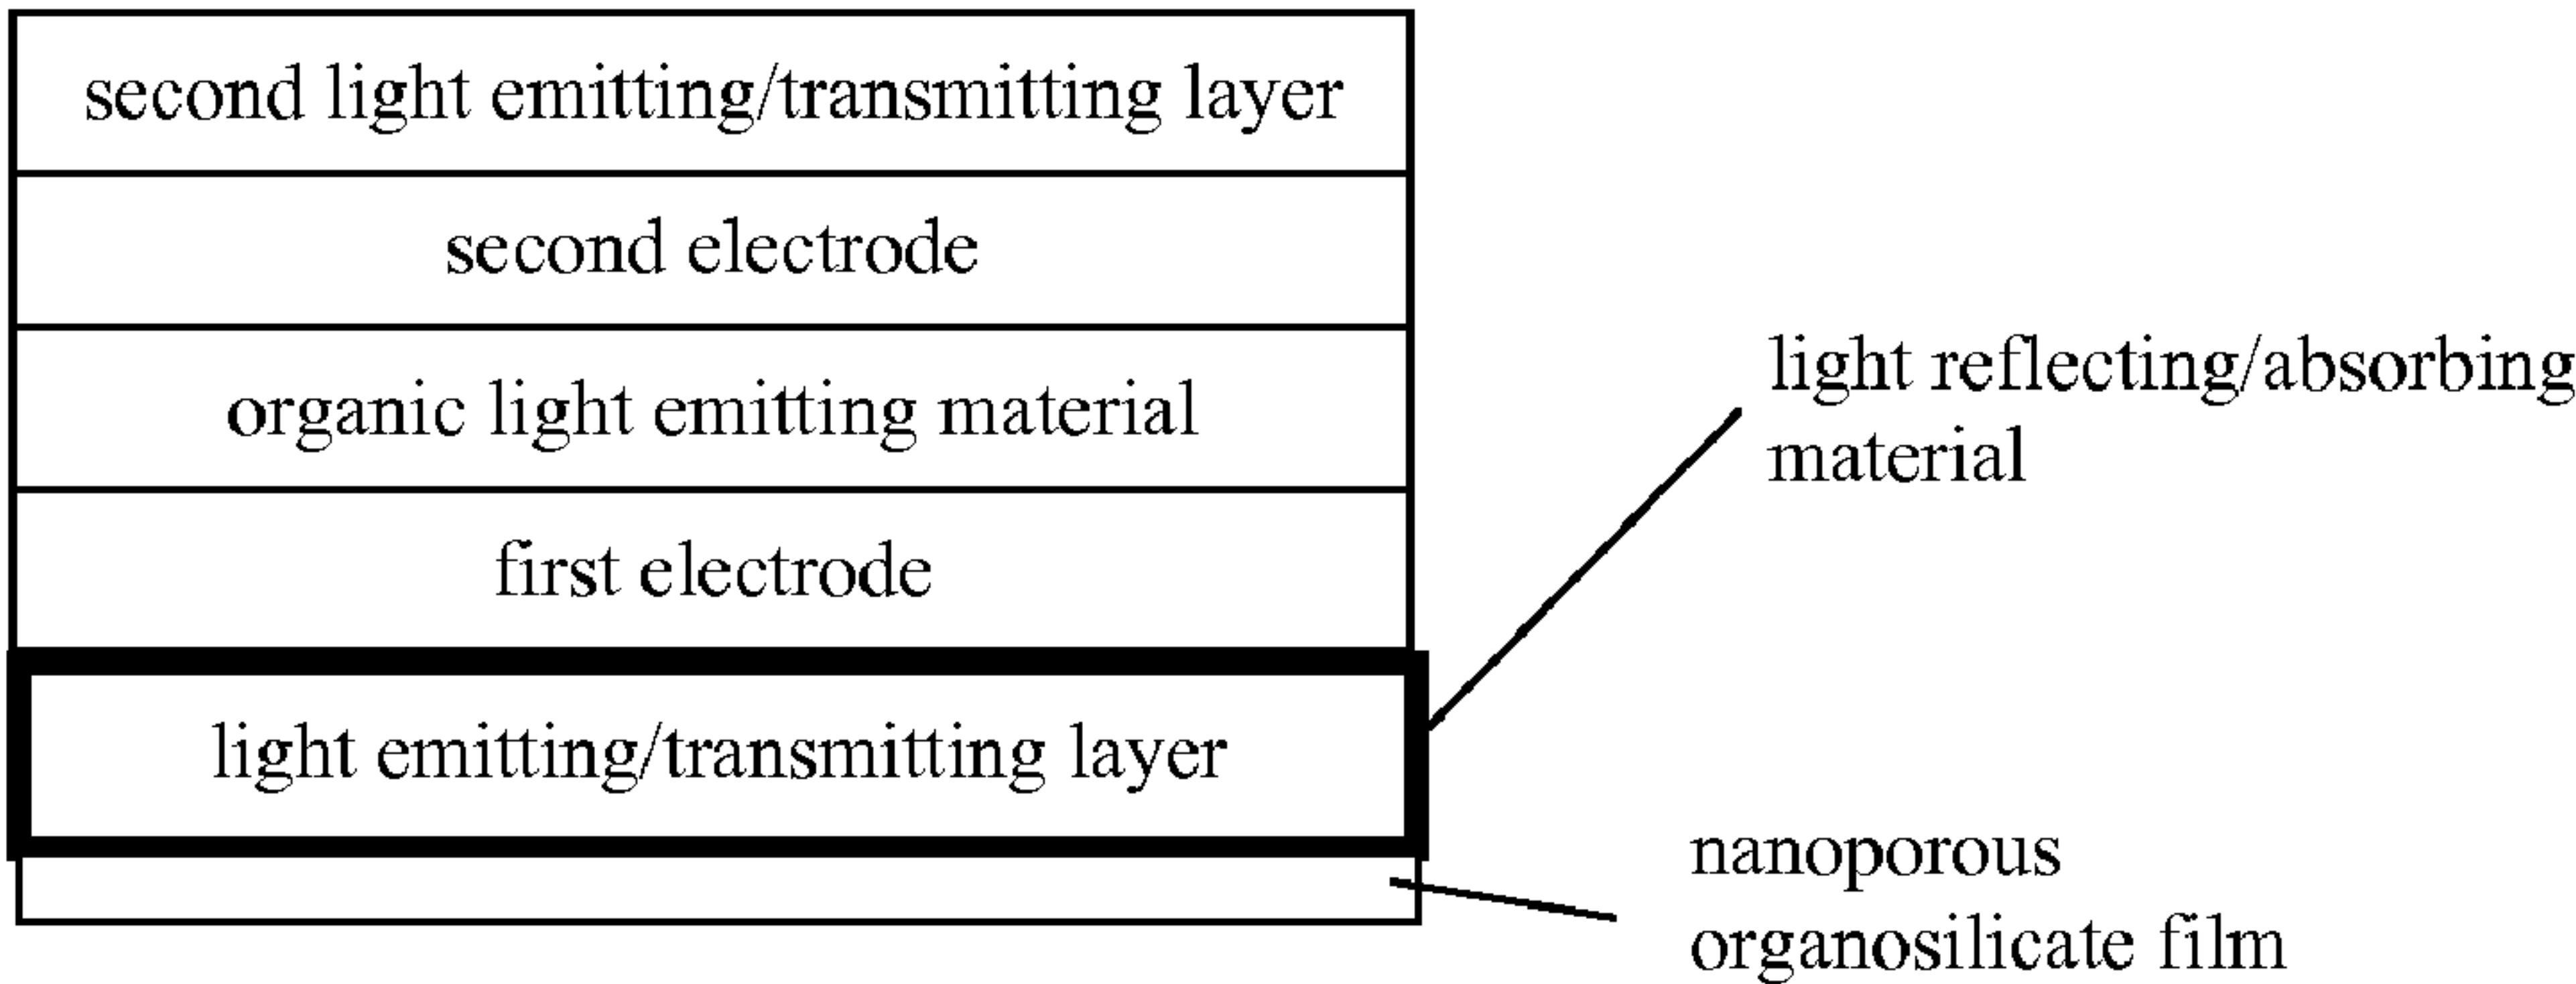 second light emitting/transmitting layer
second electrode
organic light emitting material
first electrode
light emitting/transmitting layer
light reflecting/absorbing
material
nanoporous
organosilicate film